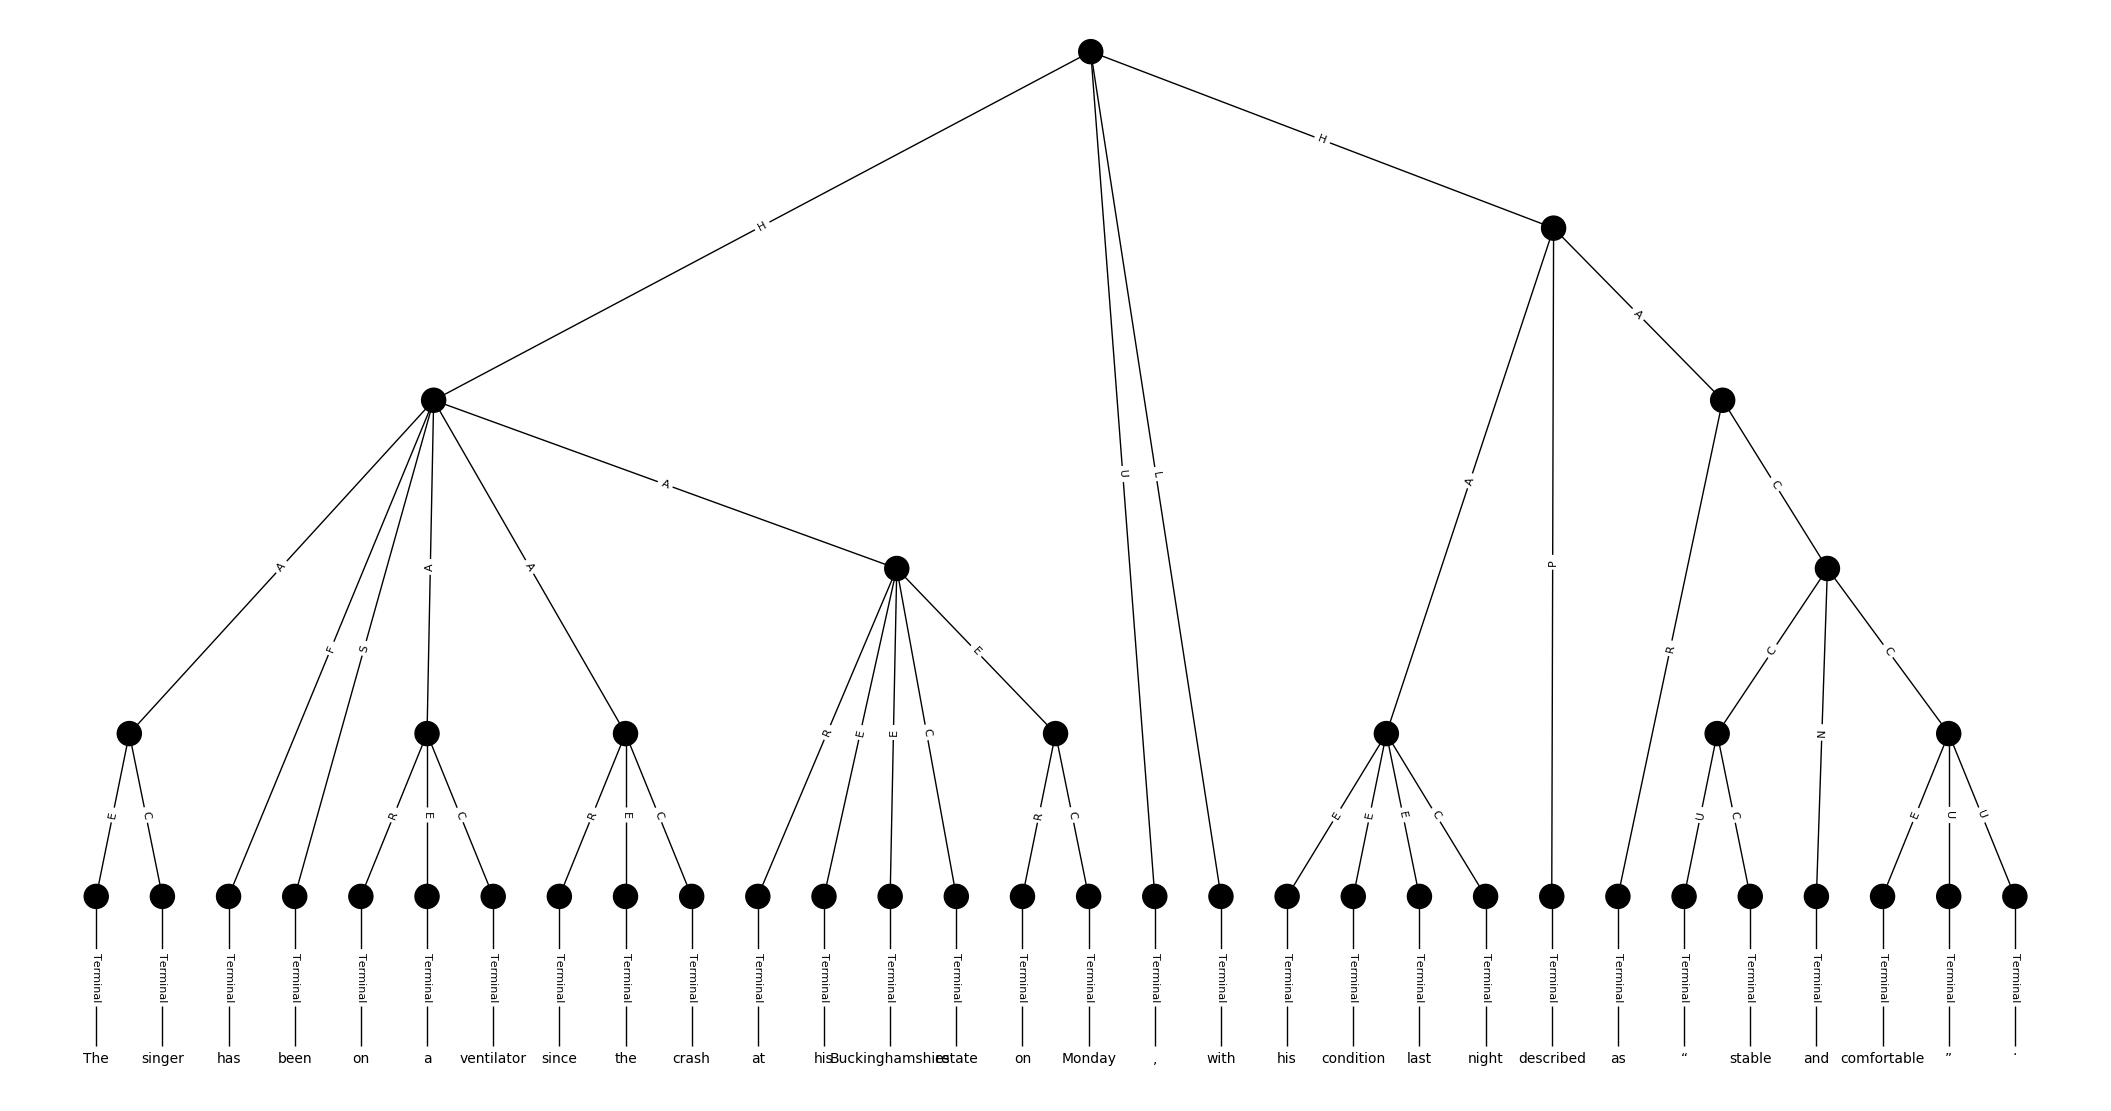 H
H
A
A
C
U
L
A
A
P
A
A
A
F
S
R
E
C
N
C
R
E
E
C
E
C
R
E
C
R
E
C
R
C
E
E
E
C
U
C
E
U
U
Terminal Terminal Terminal Terminal Terminal Terminal Terminal Terminal Terminal Terminal Terminal Terminal Terminal Terminal Terminal Terminal Terminal Terminal Terminal Terminal Terminal Terminal Terminal Terminal Terminal Terminal Terminal Terminal Terminal Terminal
The singer has been on a ventilator since the crash at his Buckinghamshire estate on Monday , with his condition last night described as “ stable and comfortable ” .